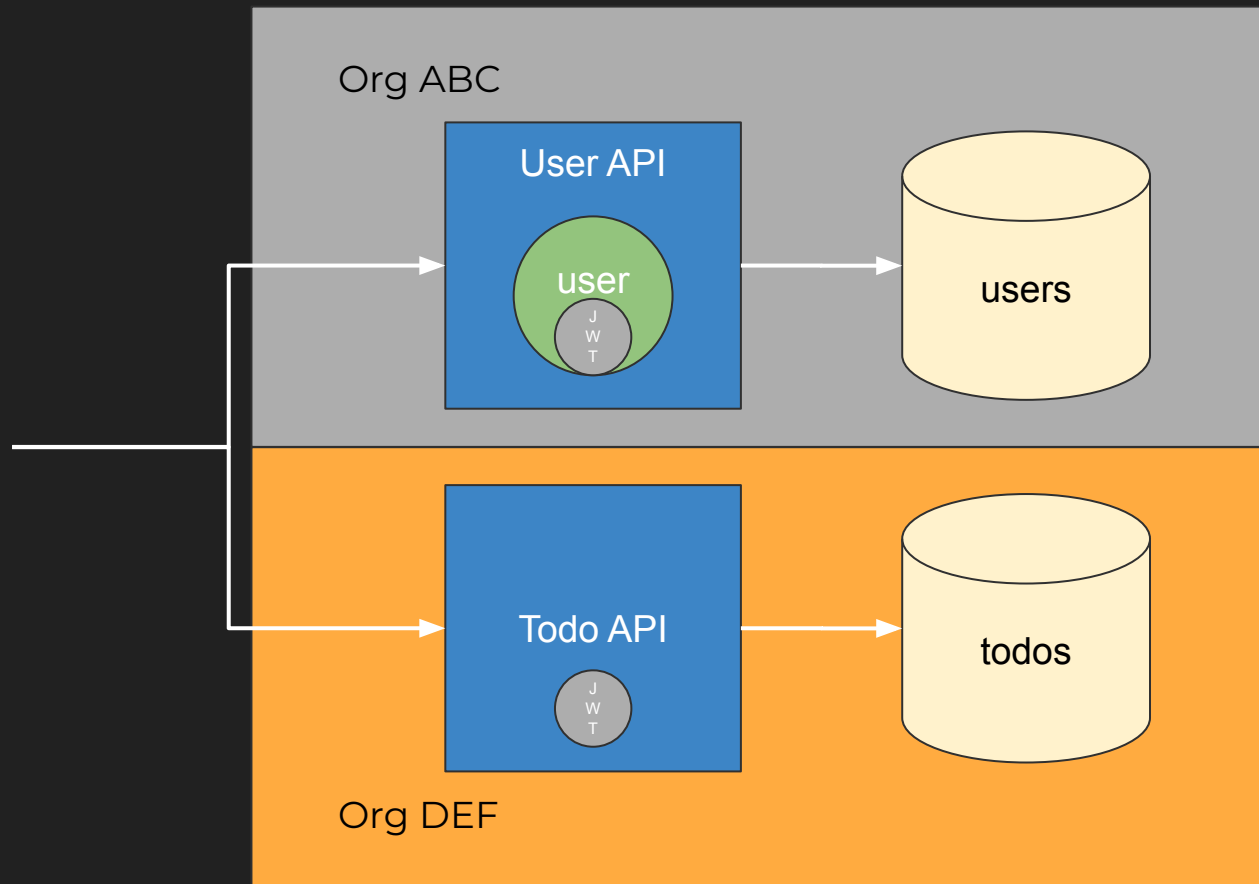 Org ABC
User API
user
J
W
T
users
Todo API
J
W
T
todos
Org DEF